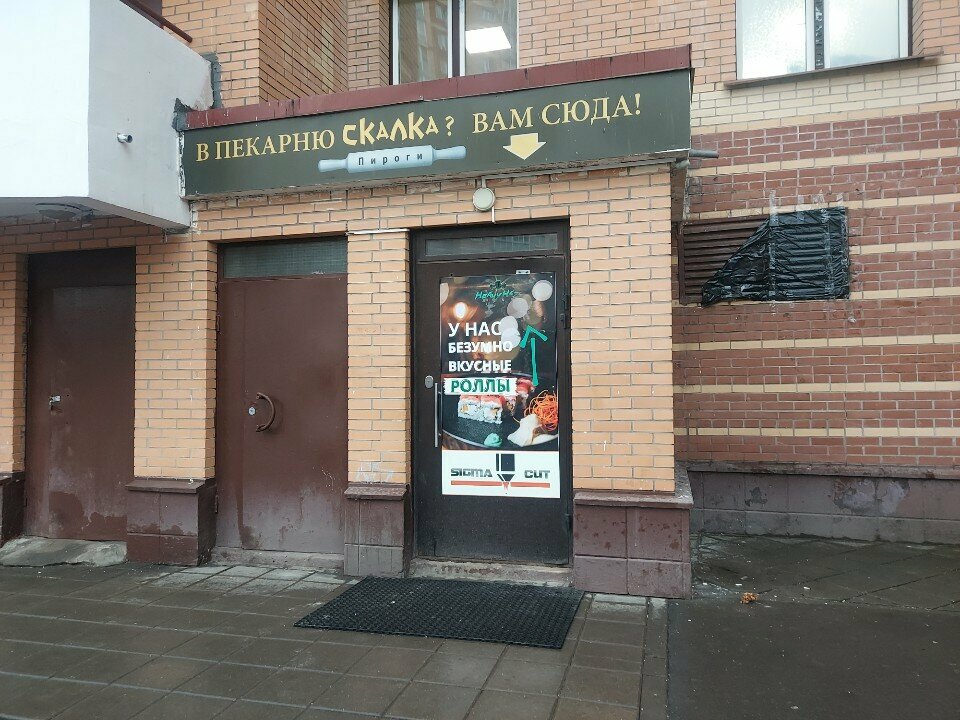 В ПЕКАРНЮ СКАЛКА? ВАМ СЮДА!
Пироги
У НАС
БЕЗУМНО
ВКУСНЫЕ
РОЛЛЫ
SIGMA CUT